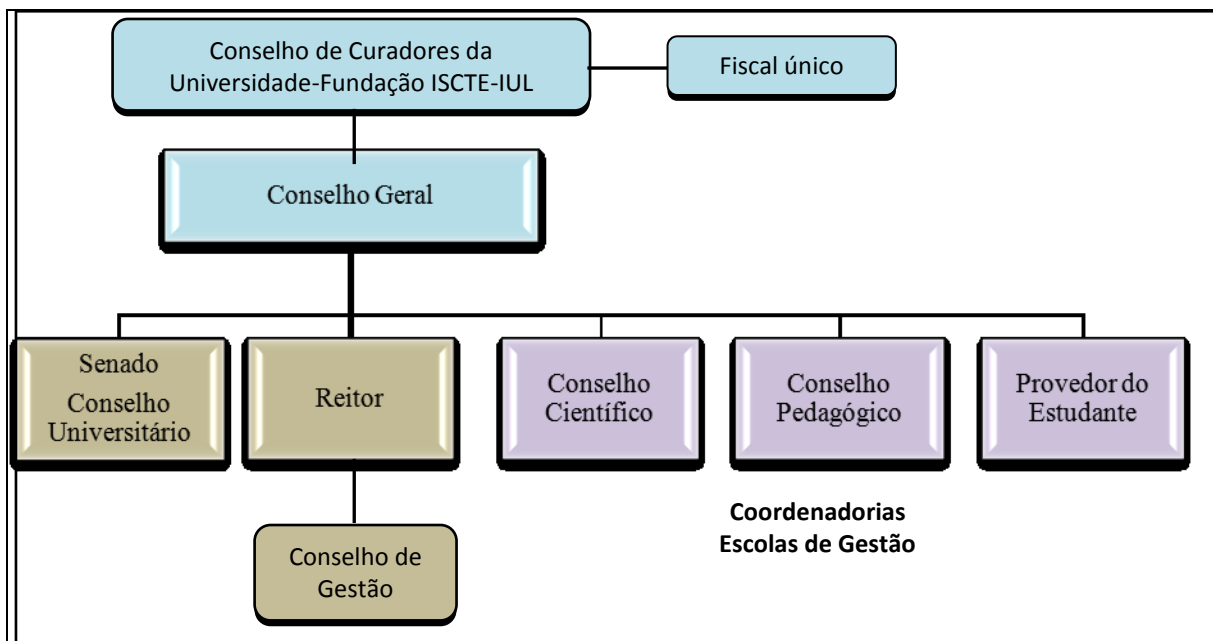 Conselho de Curadores da
Universidade-Fundação ISCTE-IUL
Fiscal único
Conselho Geral
Senado
Conselho
Universitário
Reitor
Conselho
Científico
Conselho
Pedagógico
Provedor do
Estudante
Coordenadorias
Escolas de Gestão
Conselho de
Gestão